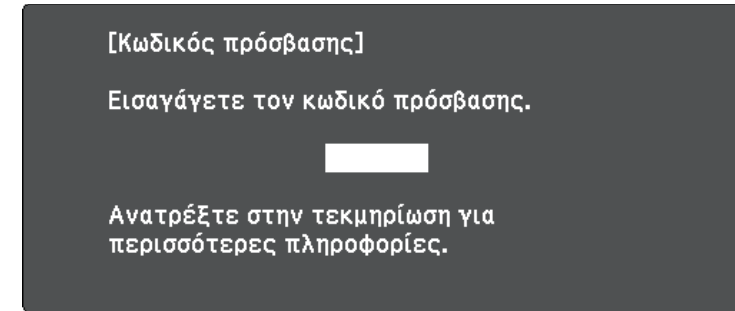 [Κωδικός πρόσβασης]
Εισαγάγετε τον κωδικό πρόσβασης.
Ανατρέξτε στην τεκμηρίωση για
περισσότερες πληροφορίες.